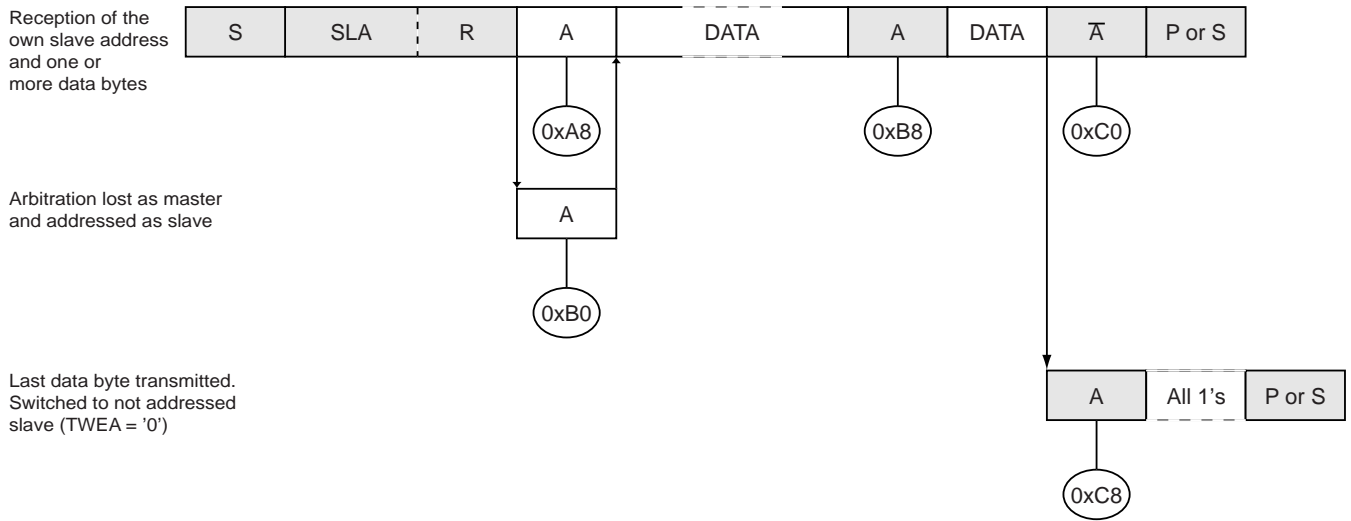 Reception of the
own slave address
and one or
more data bytes
S SLA R A DATA A DATA A̅ P or S
0xA8 0xB8 0xC0
Arbitration lost as master
and addressed as slave
A
0xB0
Last data byte transmitted.
Switched to not addressed
slave (TWEA = '0')
A All 1's P or S
0xC8